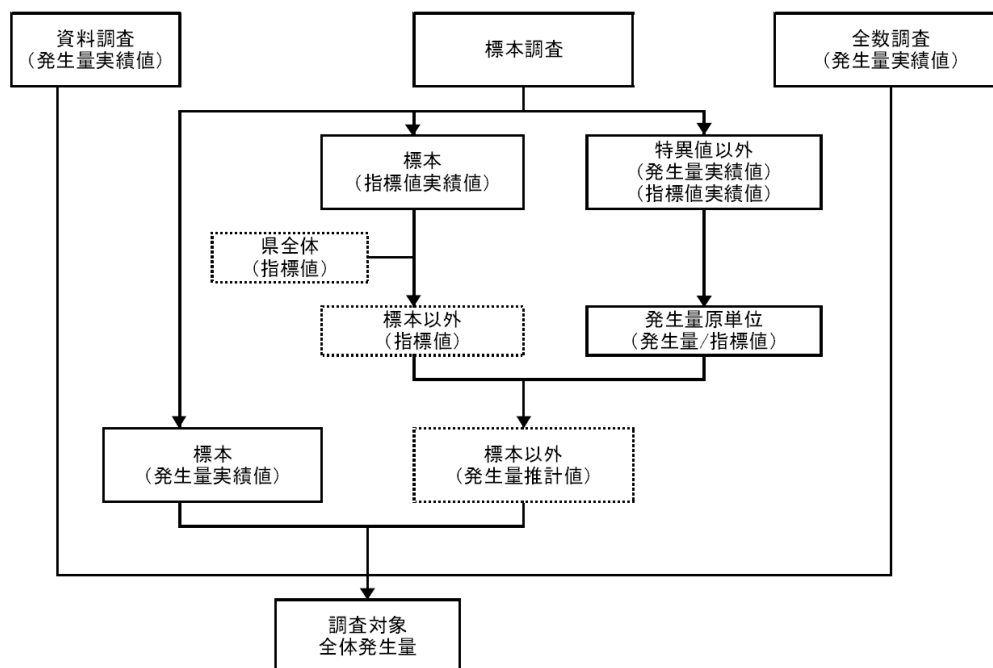 資料調査
（発生量実績値）
標本調査
全数調査
（発生量実績値）
標本
（指標値実績値）
特異値以外
（発生量実績値）
（指標値実績値）
県全体
（指標値）
標本以外
（指標値）
発生量原単位
（発生量/指標値）
標本
（発生量実績値）
標本以外
（発生量推計値）
調査対象
全体発生量